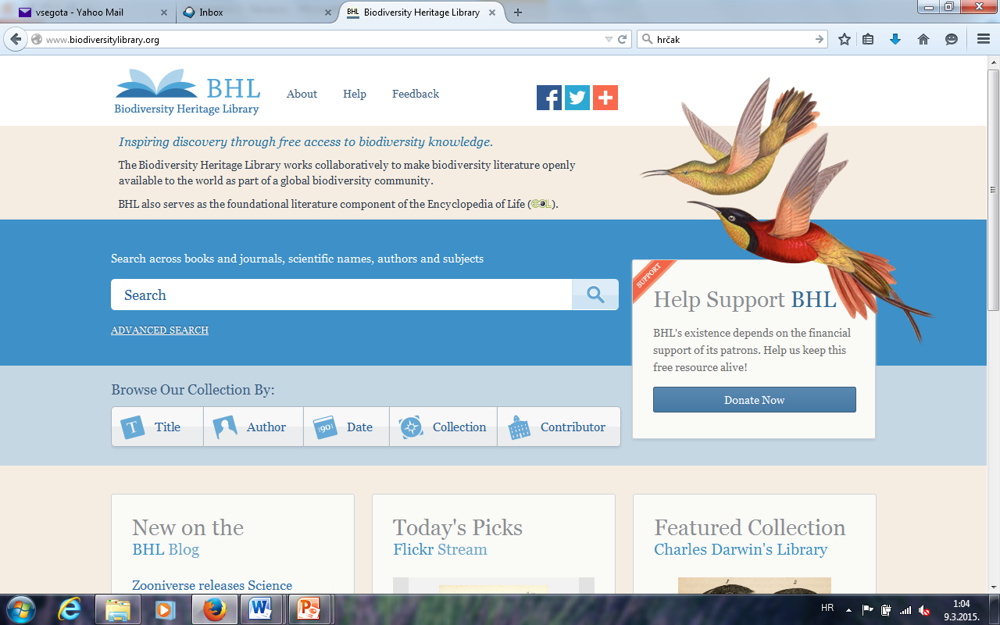 vsegota - Yahoo Mail
Inbox
BHL Biodiversity Heritage Library
www.biodiversitylibrary.org
hrčak
BHL
Biodiversity Heritage Library
About Help Feedback
Inspiring discovery through free access to biodiversity knowledge.
The Biodiversity Heritage Library works collaboratively to make biodiversity literature openly
available to the world as part of a global biodiversity community.
BHL also serves as the foundational literature component of the Encyclopedia of Life (EOL).
Search across books and journals, scientific names, authors and subjects
Search
ADVANCED SEARCH
SUPPORT
Help Support BHL
BHL's existence depends on the financial
support of its patrons. Help us keep this
free resource alive!
Donate Now
Browse Our Collection By:
T Title
Author
1901 Date
Collection
Contributor
New on the
BHL Blog
Zooniverse releases Science
Today's Picks
Flickr Stream
Featured Collection
Charles Darwin's Library
1 2
HR
1:04
9.3.2015.